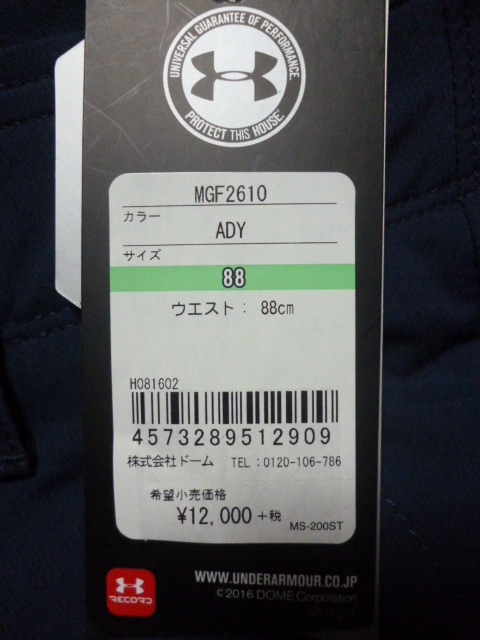 UNIVERSAL GUARANTEE OF PERFORMANCE
PROTECT THIS HOUSE
MGF2610
カラー
ADY
サイズ
88
ウエスト： 88cm
H081602
4573289512909
株式会社ドーム TEL：0120-106-786
希望小売価格
¥12,000 +税
MS-200ST
RECORD
WWW.UNDERARMOUR.CO.JP
©2016 DOME Corporation